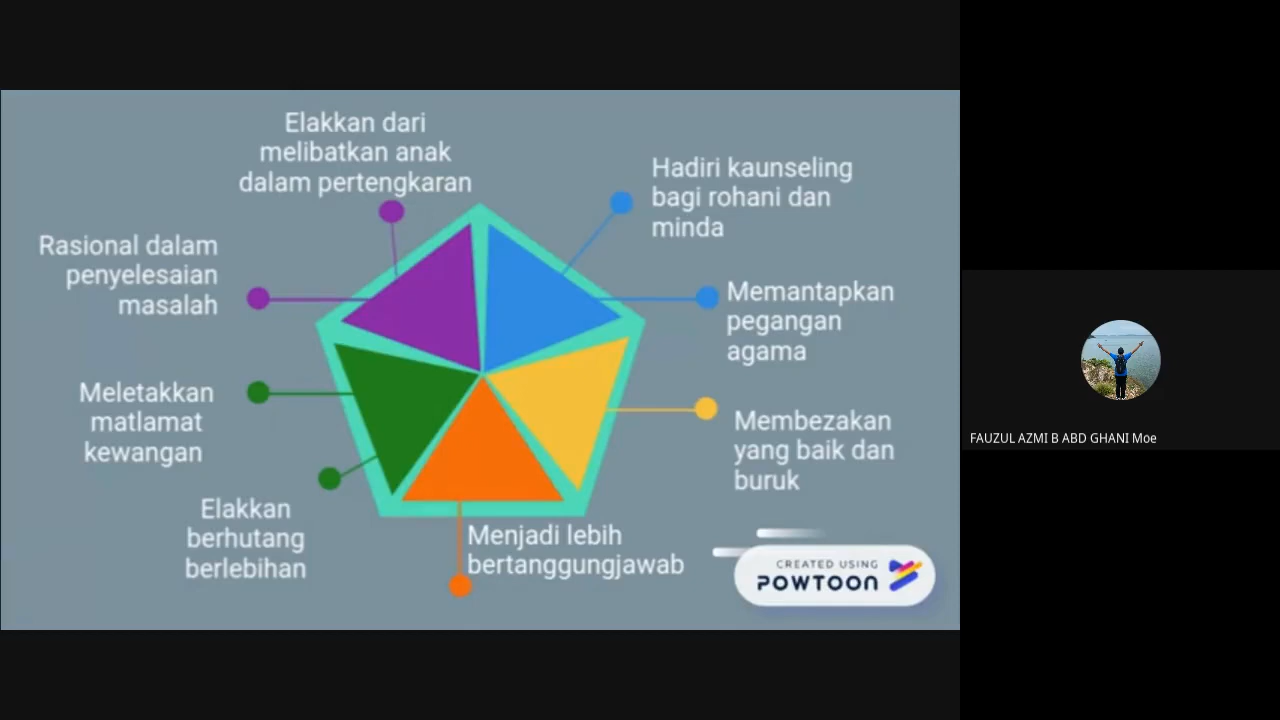 Elakkan dari
melibatkan anak
dalam pertengkaran
Hadiri kaunseling
bagi rohani dan
minda
Rasional dalam
penyelesaian
masalah
Memantapkan
pegangan
agama
Meletakkan
matlamat
kewangan
Membezakan
yang baik dan
buruk
Elakkan
berhutang
berlebihan
Menjadi lebih
bertanggungjawab
CREATED USING
POWTOON
FAUZUL AZMI B ABD GHANI Moe